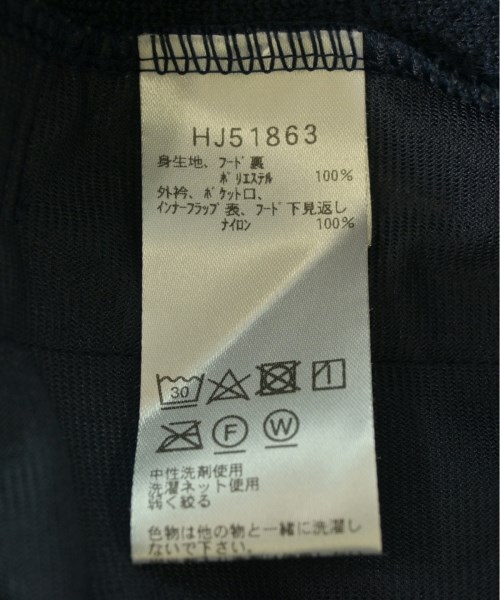 HJ51863
身生地、フード裏
ポリエステル 100%
外衿、ポケット口、
インナーフラップ表、フード下見返し
ナイロン 100%
30
F W
中性洗剤使用
洗濯ネット使用
弱く絞る
色物は他の物と一緒に洗濯し
ないで下さい。